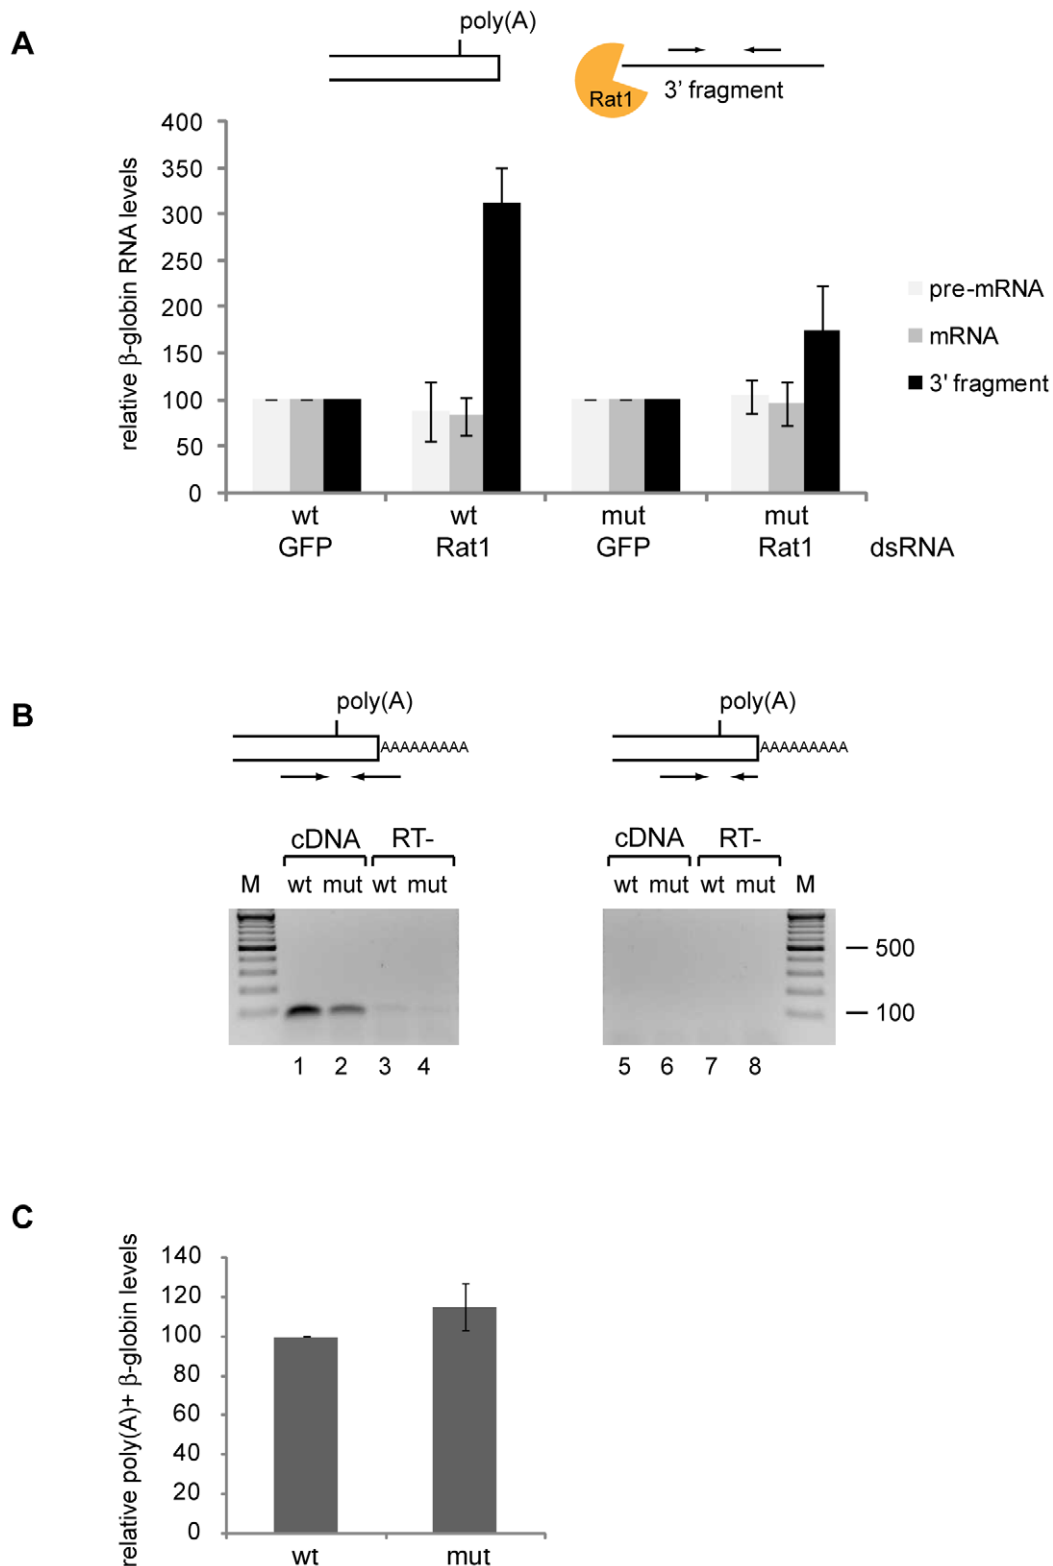 A
poly(A)
Rat1
3' fragment
relative β-globin RNA levels
400
350
300
250
200
150
100
50
0
pre-mRNA
mRNA
3' fragment
wt wt mut mut
GFP Rat1 GFP Rat1 dsRNA
B
poly(A) poly(A)
AAAAAAAAA AAAAAAAAA
cDNA RT- cDNA RT-
M wt mut wt mut wt mut wt mut M
500
100
1 2 3 4 5 6 7 8
C
relative poly(A)+ β-globin levels
140
120
100
80
60
40
20
0
wt mut